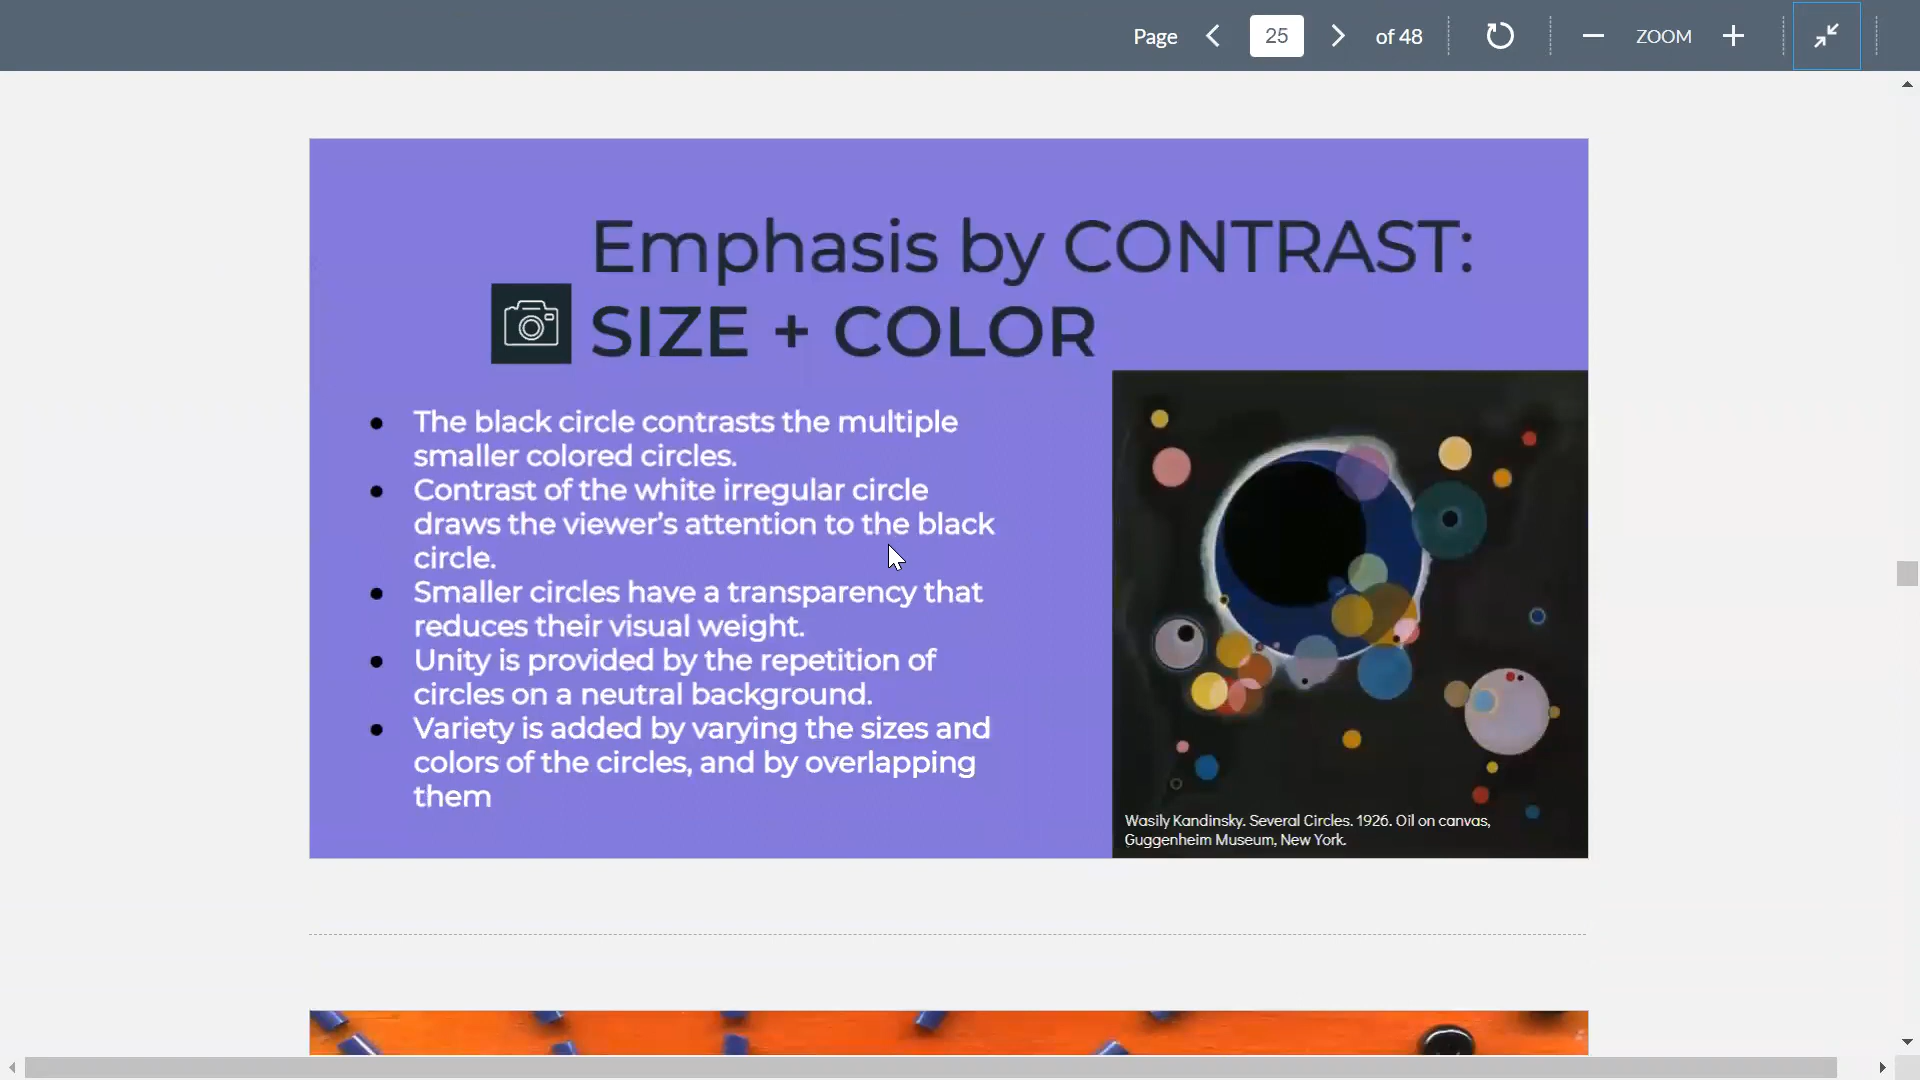 Page 25 of 48 ZOOM
Emphasis by CONTRAST:
SIZE + COLOR
The black circle contrasts the multiple
smaller colored circles.
Contrast of the white irregular circle
draws the viewer’s attention to the black
circle.
Smaller circles have a transparency that
reduces their visual weight.
Unity is provided by the repetition of
circles on a neutral background.
Variety is added by varying the sizes and
colors of the circles, and by overlapping
them
Wasily Kandinsky. Several Circles. 1926. Oil on canvas,
Guggenheim Museum, New York.